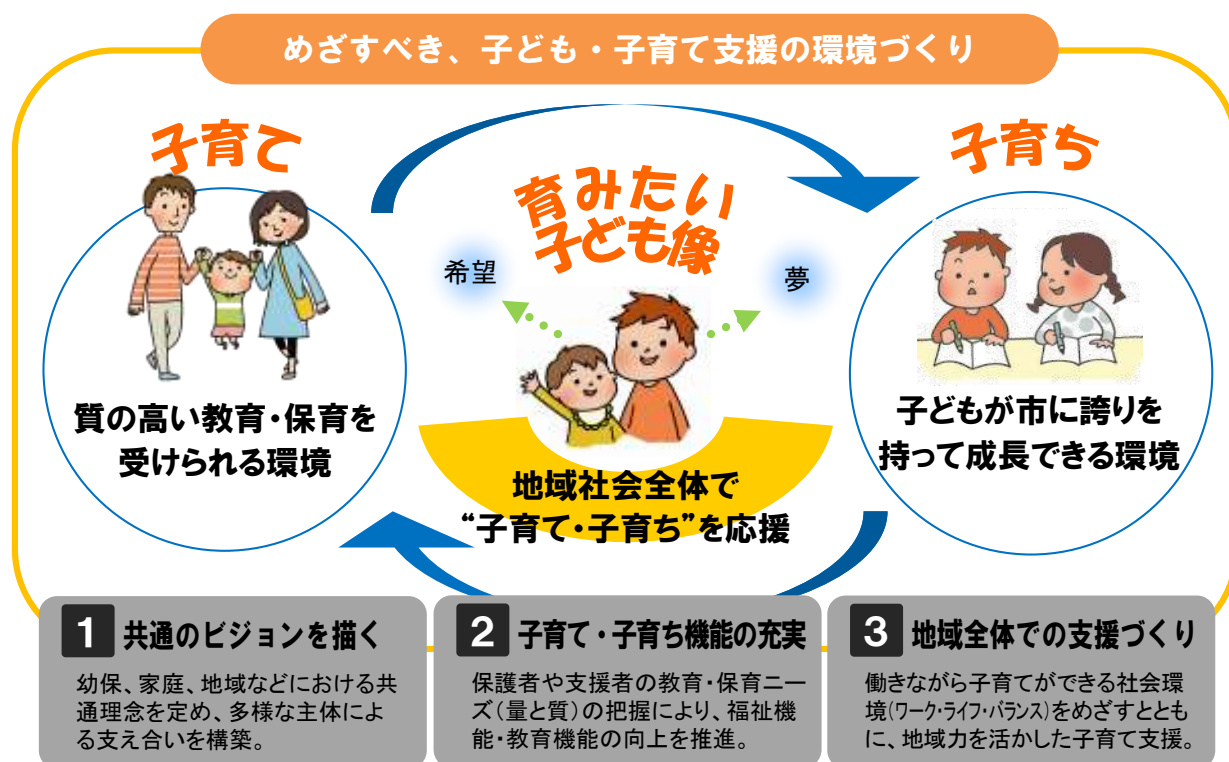 めざすべき、子ども・子育て支援の環境づくり
子育て
質の高い教育・保育を
受けられる環境
育みたい
子ども像
希望
夢
地域社会全体で
“子育て・子育ち”を応援
子育ち
子どもが市に誇りを
持って成長できる環境
1 共通のビジョンを描く
幼保、家庭、地域などにおける共
通理念を定め、多様な主体によ
る支え合いを構築。
2 子育て・子育ち機能の充実
保護者や支援者の教育・保育ニー
ズ（量と質）の把握により、福祉機
能・教育機能の向上を推進。
3 地域全体での支援づくり
働きながら子育てができる社会環
境（ワーク・ライフ・バランス）をめざすととも
に、地域力を活かした子育て支援。